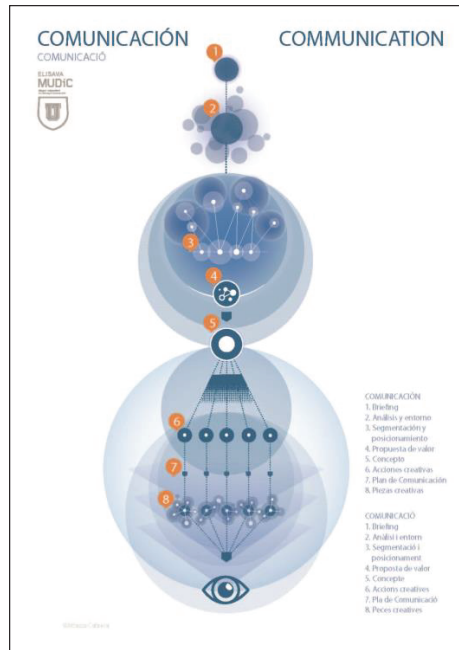 COMUNICACIÓN
COMMUNICATION
COMUNICACIÓ
ELISAVA
MUDIC
1
2
3
4
5
6
7
8
COMUNICACIÓN
1. Briefing
2. Análisis y entorno
3. Segmentación y
posicionamiento
4. Propuesta de valor
5. Concepto
6. Acciones creativas
7. Plan de Comunicación
8. Piezas creativas
COMUNICACIÓ
1. Briefing
2. Anàlisi i entorn
3. Segmentació i
posicionament
4. Proposta de valor
5. Concepte
6. Accions creatives
7. Pla de Comunicació
8. Peces creatives